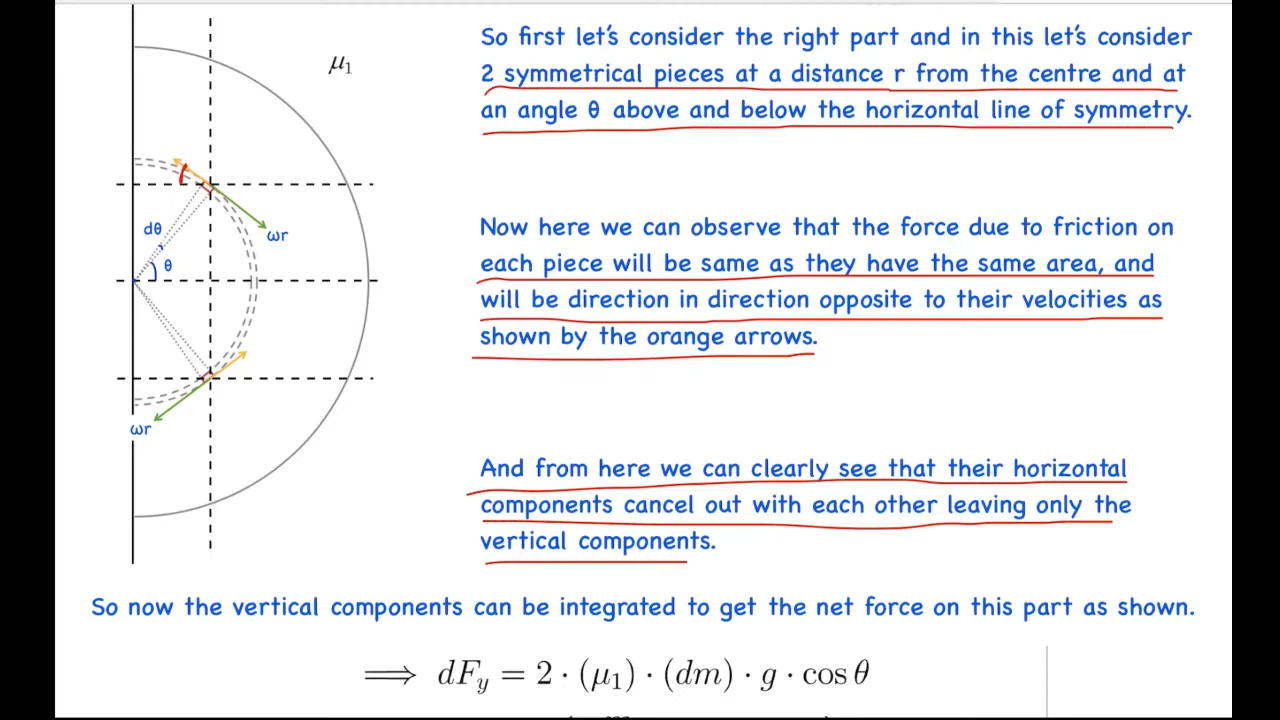 μ₁
So first let's consider the right part and in this let's consider
2 symmetrical pieces at a distance r from the centre and at
an angle θ above and below the horizontal line of symmetry.
dθ
θ
ωr
Now here we can observe that the force due to friction on
each piece will be same as they have the same area, and
will be direction in direction opposite to their velocities as
shown by the orange arrows.
ωr
And from here we can clearly see that their horizontal
components cancel out with each other leaving only the
vertical components.
So now the vertical components can be integrated to get the net force on this part as shown.
⟹ dF_y = 2 · (μ₁) · (dm) · g · cos θ